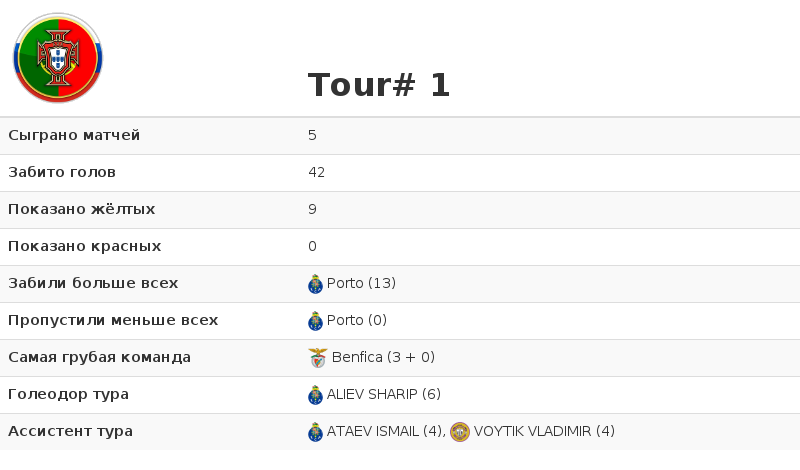 Tour# 1
Сыграно матчей 5
Забито голов 42
Показано жёлтых 9
Показано красных 0
Забили больше всех Porto (13)
Пропустили меньше всех Porto (0)
Самая грубая команда Benfica (3 + 0)
Голеодор тура ALIEV SHARIP (6)
Ассистент тура ATAEV ISMAIL (4), VOYTIK VLADIMIR (4)